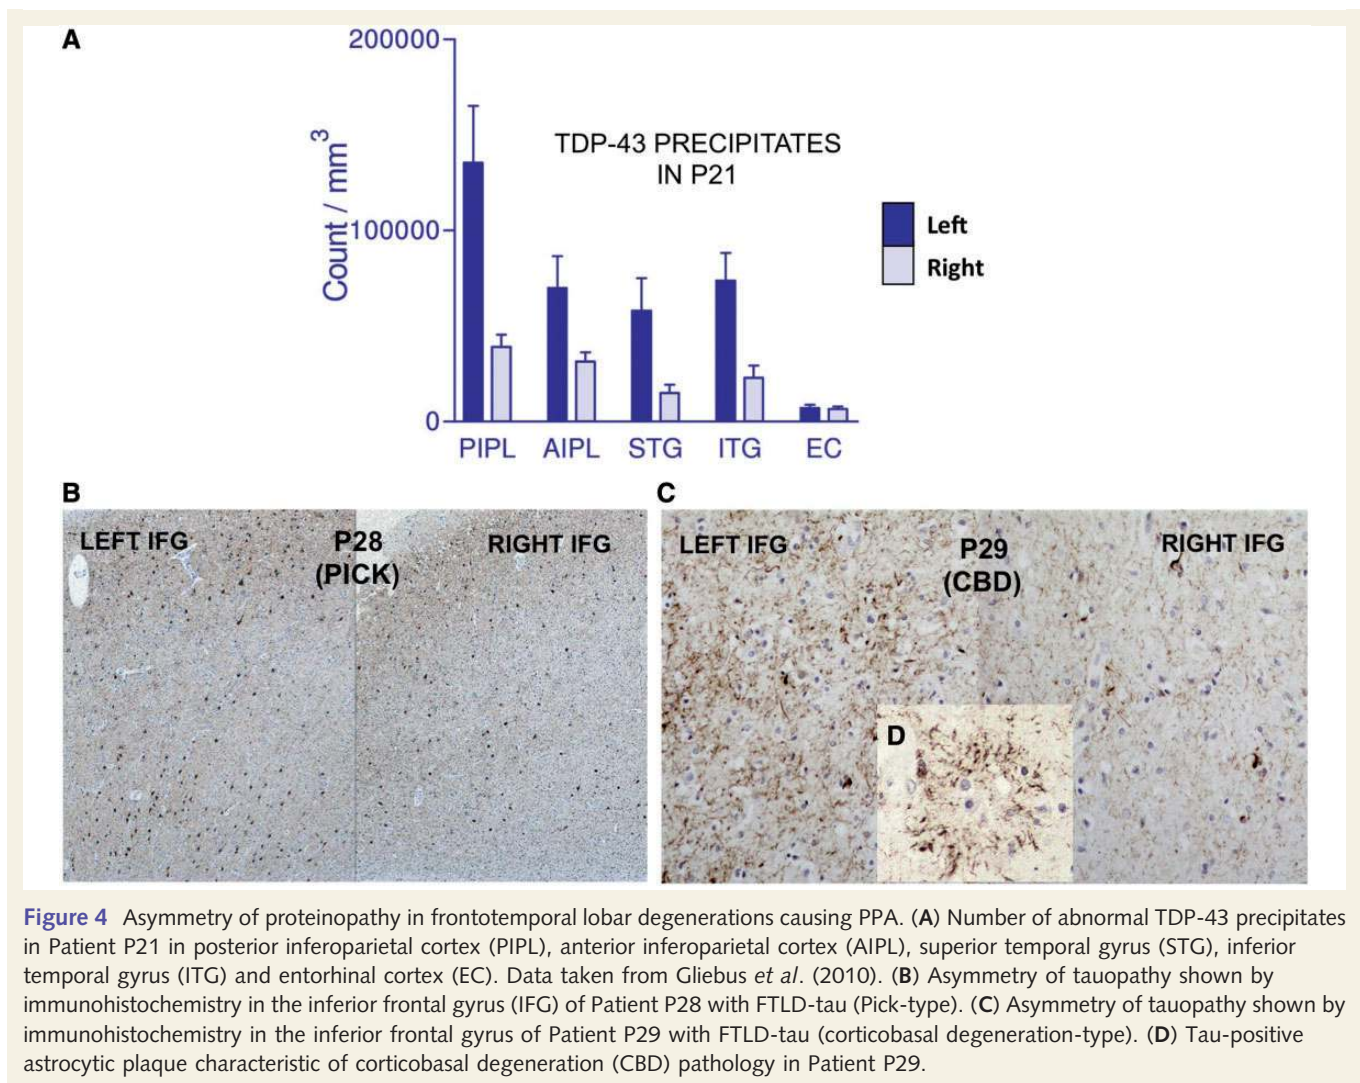 A
200000
100000
0
Count / mm³
TDP-43 PRECIPITATES
IN P21
Left
Right
PIPL AIPL STG ITG EC
B
LEFT IFG
P28
(PICK)
RIGHT IFG
C
LEFT IFG
P29
(CBD)
RIGHT IFG
D
Figure 4 Asymmetry of proteinopathy in frontotemporal lobar degenerations causing PPA. (A) Number of abnormal TDP-43 precipitates
in Patient P21 in posterior inferoparietal cortex (PIPL), anterior inferoparietal cortex (AIPL), superior temporal gyrus (STG), inferior
temporal gyrus (ITG) and entorhinal cortex (EC). Data taken from Gliebus et al. (2010). (B) Asymmetry of tauopathy shown by
immunohistochemistry in the inferior frontal gyrus (IFG) of Patient P28 with FTLD-tau (Pick-type). (C) Asymmetry of tauopathy shown by
immunohistochemistry in the inferior frontal gyrus of Patient P29 with FTLD-tau (corticobasal degeneration-type). (D) Tau-positive
astrocytic plaque characteristic of corticobasal degeneration (CBD) pathology in Patient P29.